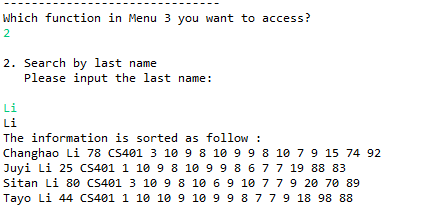 -------------------------------
Which function in Menu 3 you want to access?
2
2. Search by last name
Please input the last name:
Li
Li
The information is sorted as follow :
Changhao Li 78 CS401 3 10 9 8 10 9 9 8 10 7 9 15 74 92
Juyi Li 25 CS401 1 10 9 8 10 9 9 8 6 7 7 19 88 83
Sitan Li 80 CS401 3 10 9 8 10 6 9 10 7 7 9 20 70 89
Tayo Li 44 CS401 1 10 10 9 10 9 9 8 7 7 9 18 98 88